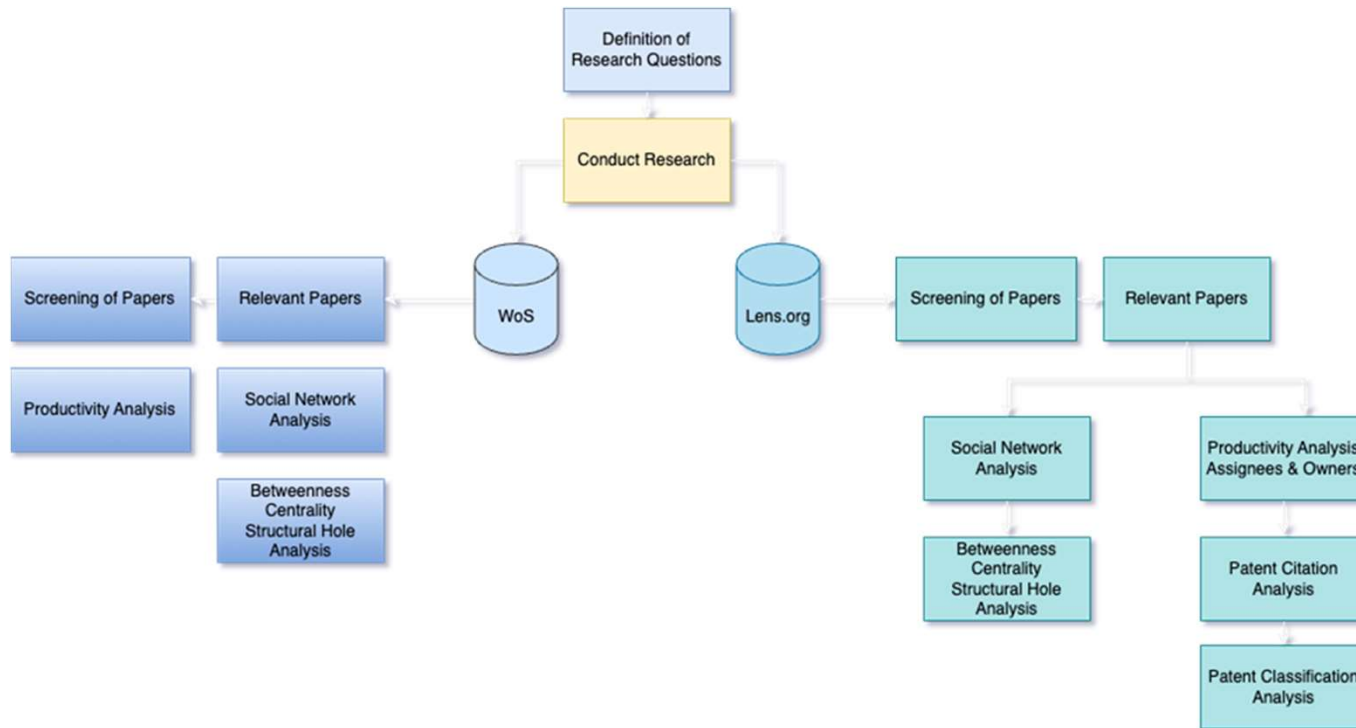 Definition of
Research Questions
Conduct Research
Screening of Papers
Relevant Papers
WoS
Lens.org
Screening of Papers
Relevant Papers
Productivity Analysis
Social Network
Analysis
Betweenness
Centrality
Structural Hole
Analysis
Social Network
Analysis
Productivity Analysis
Assignees & Owners
Betweenness
Centrality
Structural Hole
Analysis
Patent Citation
Analysis
Patent Classification
Analysis